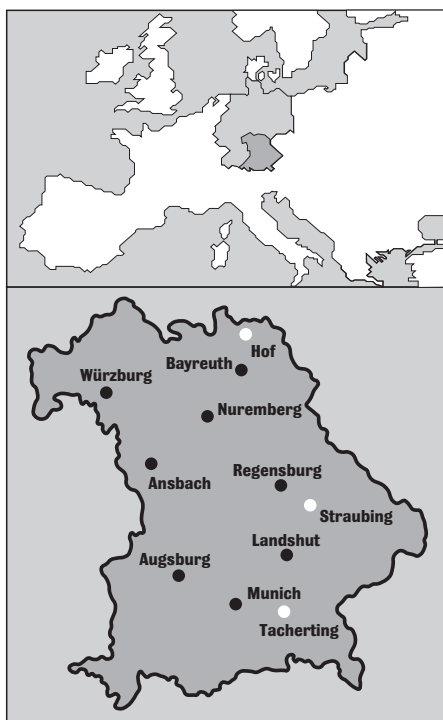 Hof
Bayreuth
Würzburg
Nuremberg
Ansbach
Regensburg
Straubing
Landshut
Augsburg
Munich
Tacherting